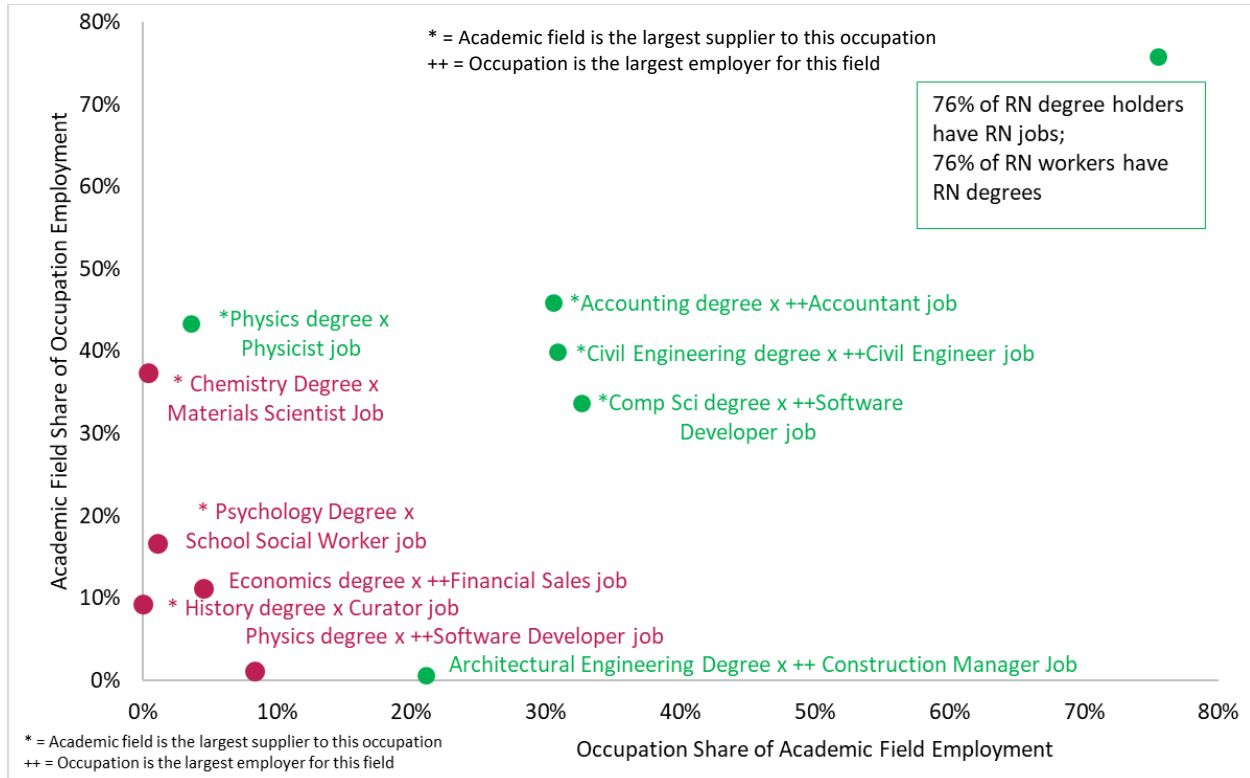 80%
* = Academic field is the largest supplier to this occupation
++ = Occupation is the largest employer for this field
70%
76% of RN degree holders
have RN jobs;
76% of RN workers have
RN degrees
60%
50%
Academic Field Share of Occupation Employment
*Accounting degree x ++Accountant job
*Physics degree x
Physicist job
40%
*Civil Engineering degree x ++Civil Engineer job
* Chemistry Degree x
Materials Scientist Job
*Comp Sci degree x ++Software
Developer job
30%
20%
* Psychology Degree x
School Social Worker job
Economics degree x ++Financial Sales job
10%
* History degree x Curator job
Physics degree x ++Software Developer job
Architectural Engineering Degree x ++ Construction Manager Job
0%
0% 10% 20% 30% 40% 50% 60% 70% 80%
* = Academic field is the largest supplier to this occupation
++ = Occupation is the largest employer for this field
Occupation Share of Academic Field Employment